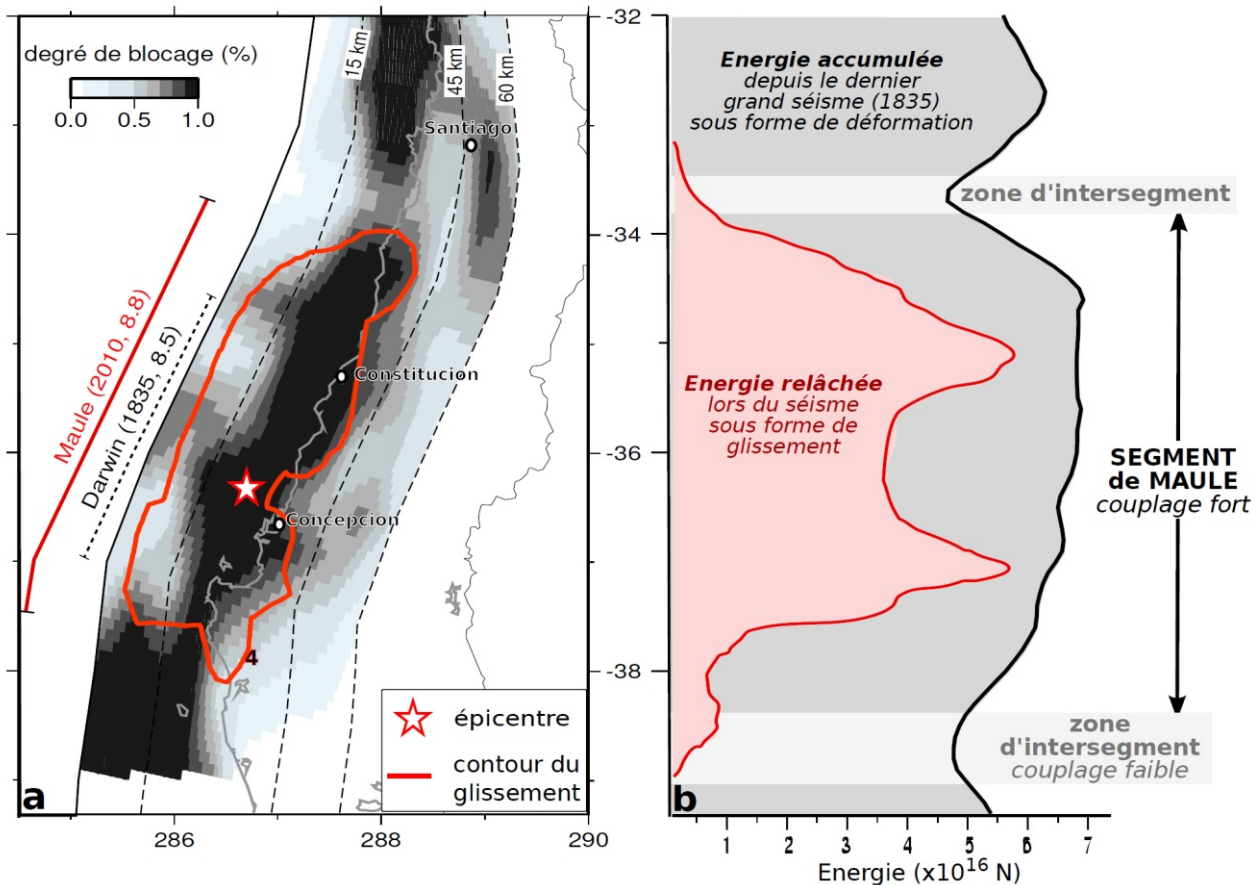 degré de blocage (%)
0.0 0.5 1.0
15 km
45 km
60 km
Santiago
Maule (2010, 8.8)
Darwin (1835, 8.5)
Constitucion
Concepcion
4
épicentre
contour du
glissement
a
286 288 290
-32
-34
-36
-38
Energie accumulée
depuis le dernier
grand séisme (1835)
sous forme de déformation
zone d'intersegment
Energie relâchée
lors du séisme
sous forme de
glissement
SEGMENT
de MAULE
couplage fort
zone
d'intersegment
couplage faible
b
1 2 3 4 5 6 7
Energie (x10¹⁶ N)